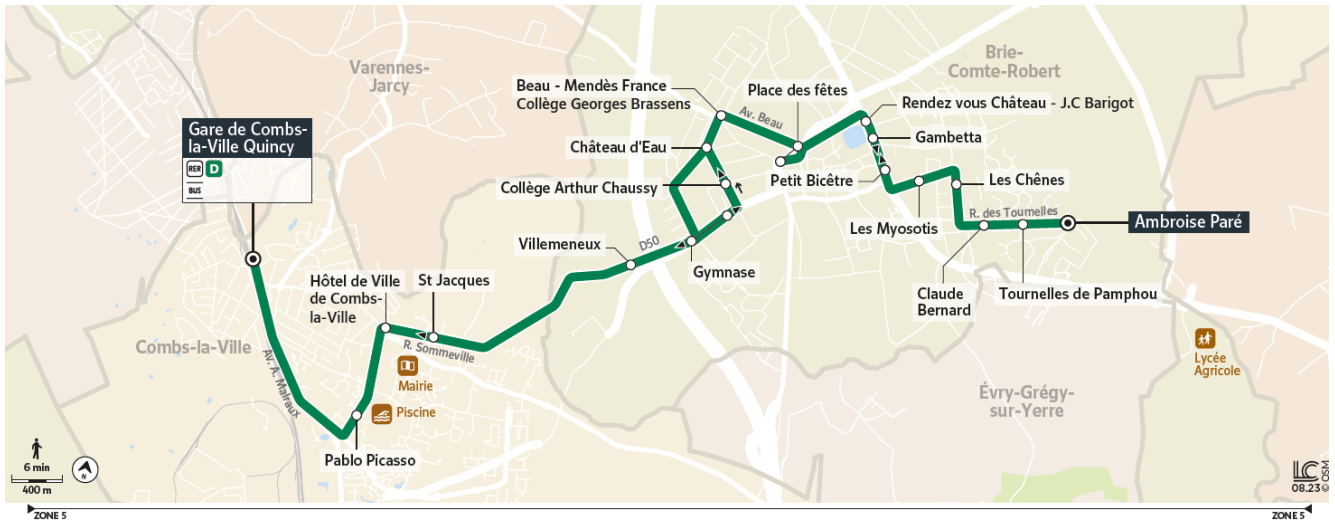 Varennes-
Jarcy
Brie-
Comte-Robert
Beau - Mendès France
Collège Georges Brassens
Place des fêtes
Av. Beau
Rendez vous Château - J.C Barigot
Gare de Combs-
la-Ville Quincy
RER D
BUS
Gambetta
Château d'Eau
Petit Bicêtre
Collège Arthur Chaussy
Les Chênes
R. des Tournelles
Ambroise Paré
Les Myosotis
Villemeneux
D50
Gymnase
Hôtel de Ville
de Combs-
la-Ville
St Jacques
Claude
Bernard
Tournelles de Pamphou
Combs-la-Ville
Av. A. Malraux
R. Sommeville
Mairie
Piscine
Lycée
Agricole
Évry-Grégy-
sur-Yerre
Pablo Picasso
6 min
400 m
N
LC
08.23 © OSM
ZONE 5
ZONE 5